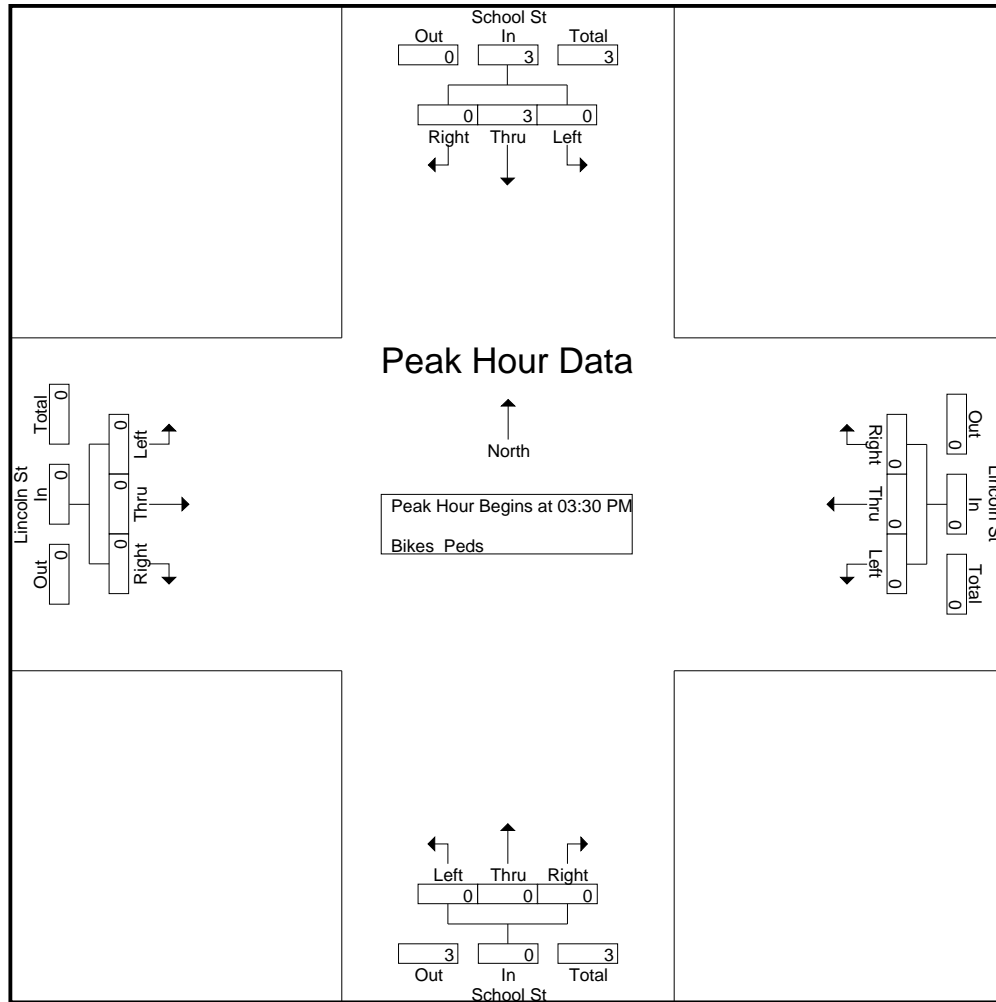 School St
Out In Total
0 3 3
0 3 0
Right Thru Left
Peak Hour Data
North
Peak Hour Begins at 03:30 PM
Bikes Peds
Lincoln St
Total In Out
0 0 0
0 0 0
Left Thru Right
Lincoln St
Out In Total
0 0 0
0 0 0
Right Thru Left
Left Thru Right
0 0 0
3 0 3
Out In Total
School St